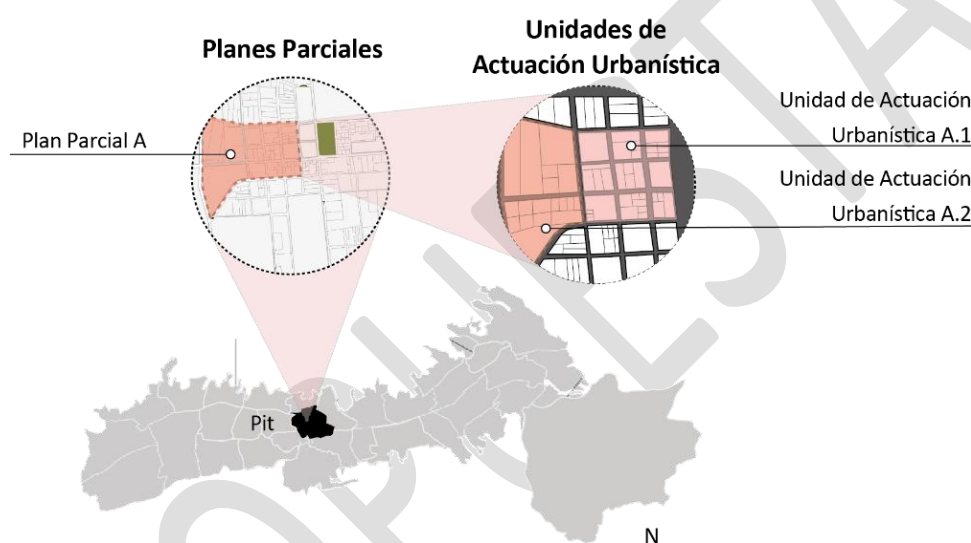 Planes Parciales
Unidades de
Actuación Urbanística
Plan Parcial A
Unidad de Actuación
Urbanística A.1
Unidad de Actuación
Urbanística A.2
Pit
N